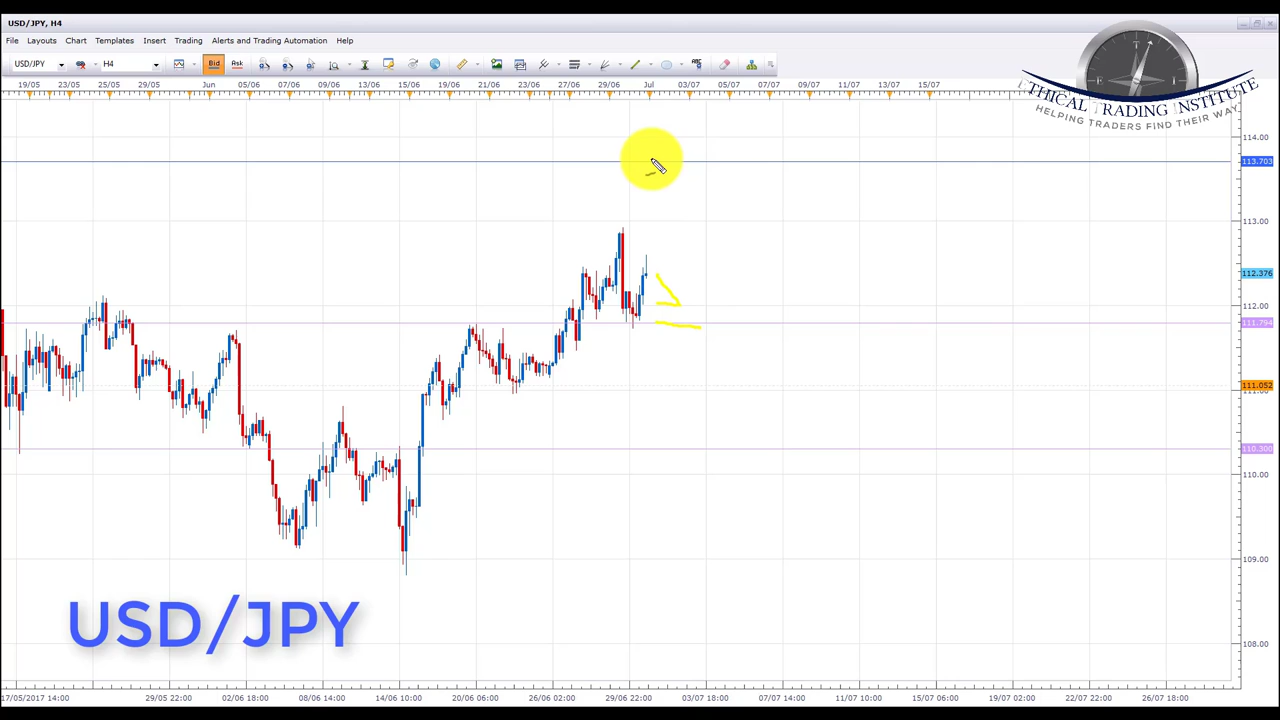 USD/JPY, H4
File Layouts Chart Templates Insert Trading Alerts and Trading Automation Help
USD/JPY H4 Bid Ask ABC
19/05 23/05 25/05 29/05 Jun 05/06 07/06 09/06 13/06 15/06 19/06 21/06 23/06 27/06 29/06 Jul 03/07 05/07 07/07 09/07 11/07 13/07 15/07
T
E I
ETHICAL TRADING INSTITUTE
HELPING TRADERS FIND THEIR WAY
114.00
113.703
113.00
112.376
112.00
111.794
111.052
111.00
110.300
110.00
109.00
108.00
USD/JPY
17/05/2017 14:00 29/05 22:00 02/06 18:00 08/06 14:00 14/06 10:00 20/06 06:00 26/06 02:00 29/06 22:00 03/07 18:00 07/07 14:00 11/07 10:00 15/07 06:00 19/07 02:00 22/07 22:00 26/07 18:00